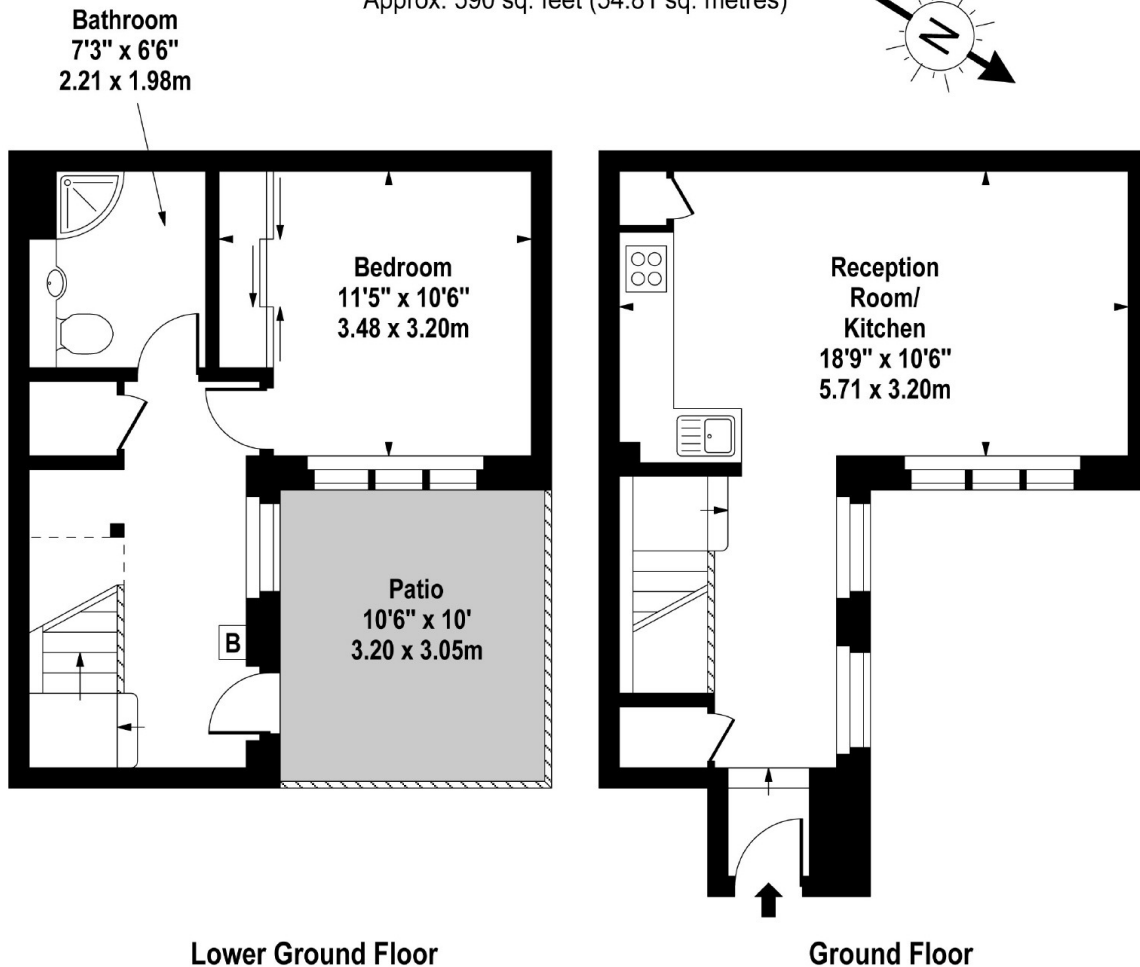 Approx. 590 sq. feet (54.81 sq. metres)
N
Bathroom
7'3" x 6'6"
2.21 x 1.98m
Bedroom
11'5" x 10'6"
3.48 x 3.20m
Reception
Room/
Kitchen
18'9" x 10'6"
5.71 x 3.20m
Patio
10'6" x 10'
3.20 x 3.05m
B
Lower Ground Floor
Ground Floor